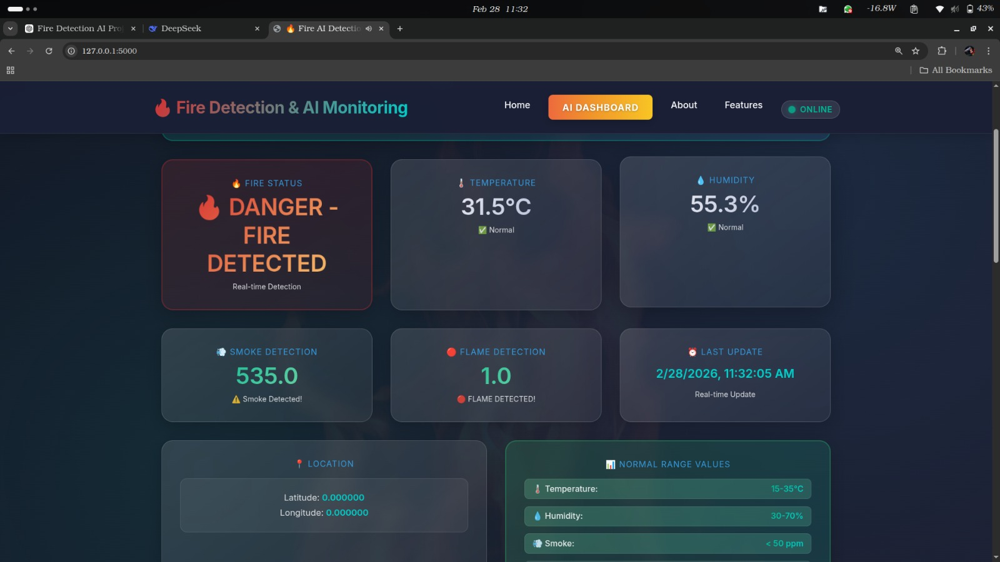 Feb 28 11:32
-16.8W
43%
Fire Detection AI Pro
DeepSeek
🔥 Fire AI Detectio
127.0.0.1:5000
All Bookmarks
🔥 Fire Detection & AI Monitoring
Home
AI DASHBOARD
About
Features
ONLINE
🔥 FIRE STATUS
🔥 DANGER -
FIRE
DETECTED
Real-time Detection
🌡️ TEMPERATURE
31.5°C
✅ Normal
💧 HUMIDITY
55.3%
✅ Normal
💨 SMOKE DETECTION
535.0
⚠️ Smoke Detected!
🔴 FLAME DETECTION
1.0
🔴 FLAME DETECTED!
⏰ LAST UPDATE
2/28/2026, 11:32:05 AM
Real-time Update
📍 LOCATION
Latitude: 0.000000
Longitude: 0.000000
📊 NORMAL RANGE VALUES
🌡️ Temperature: 15-35°C
💧 Humidity: 30-70%
💨 Smoke: < 50 ppm